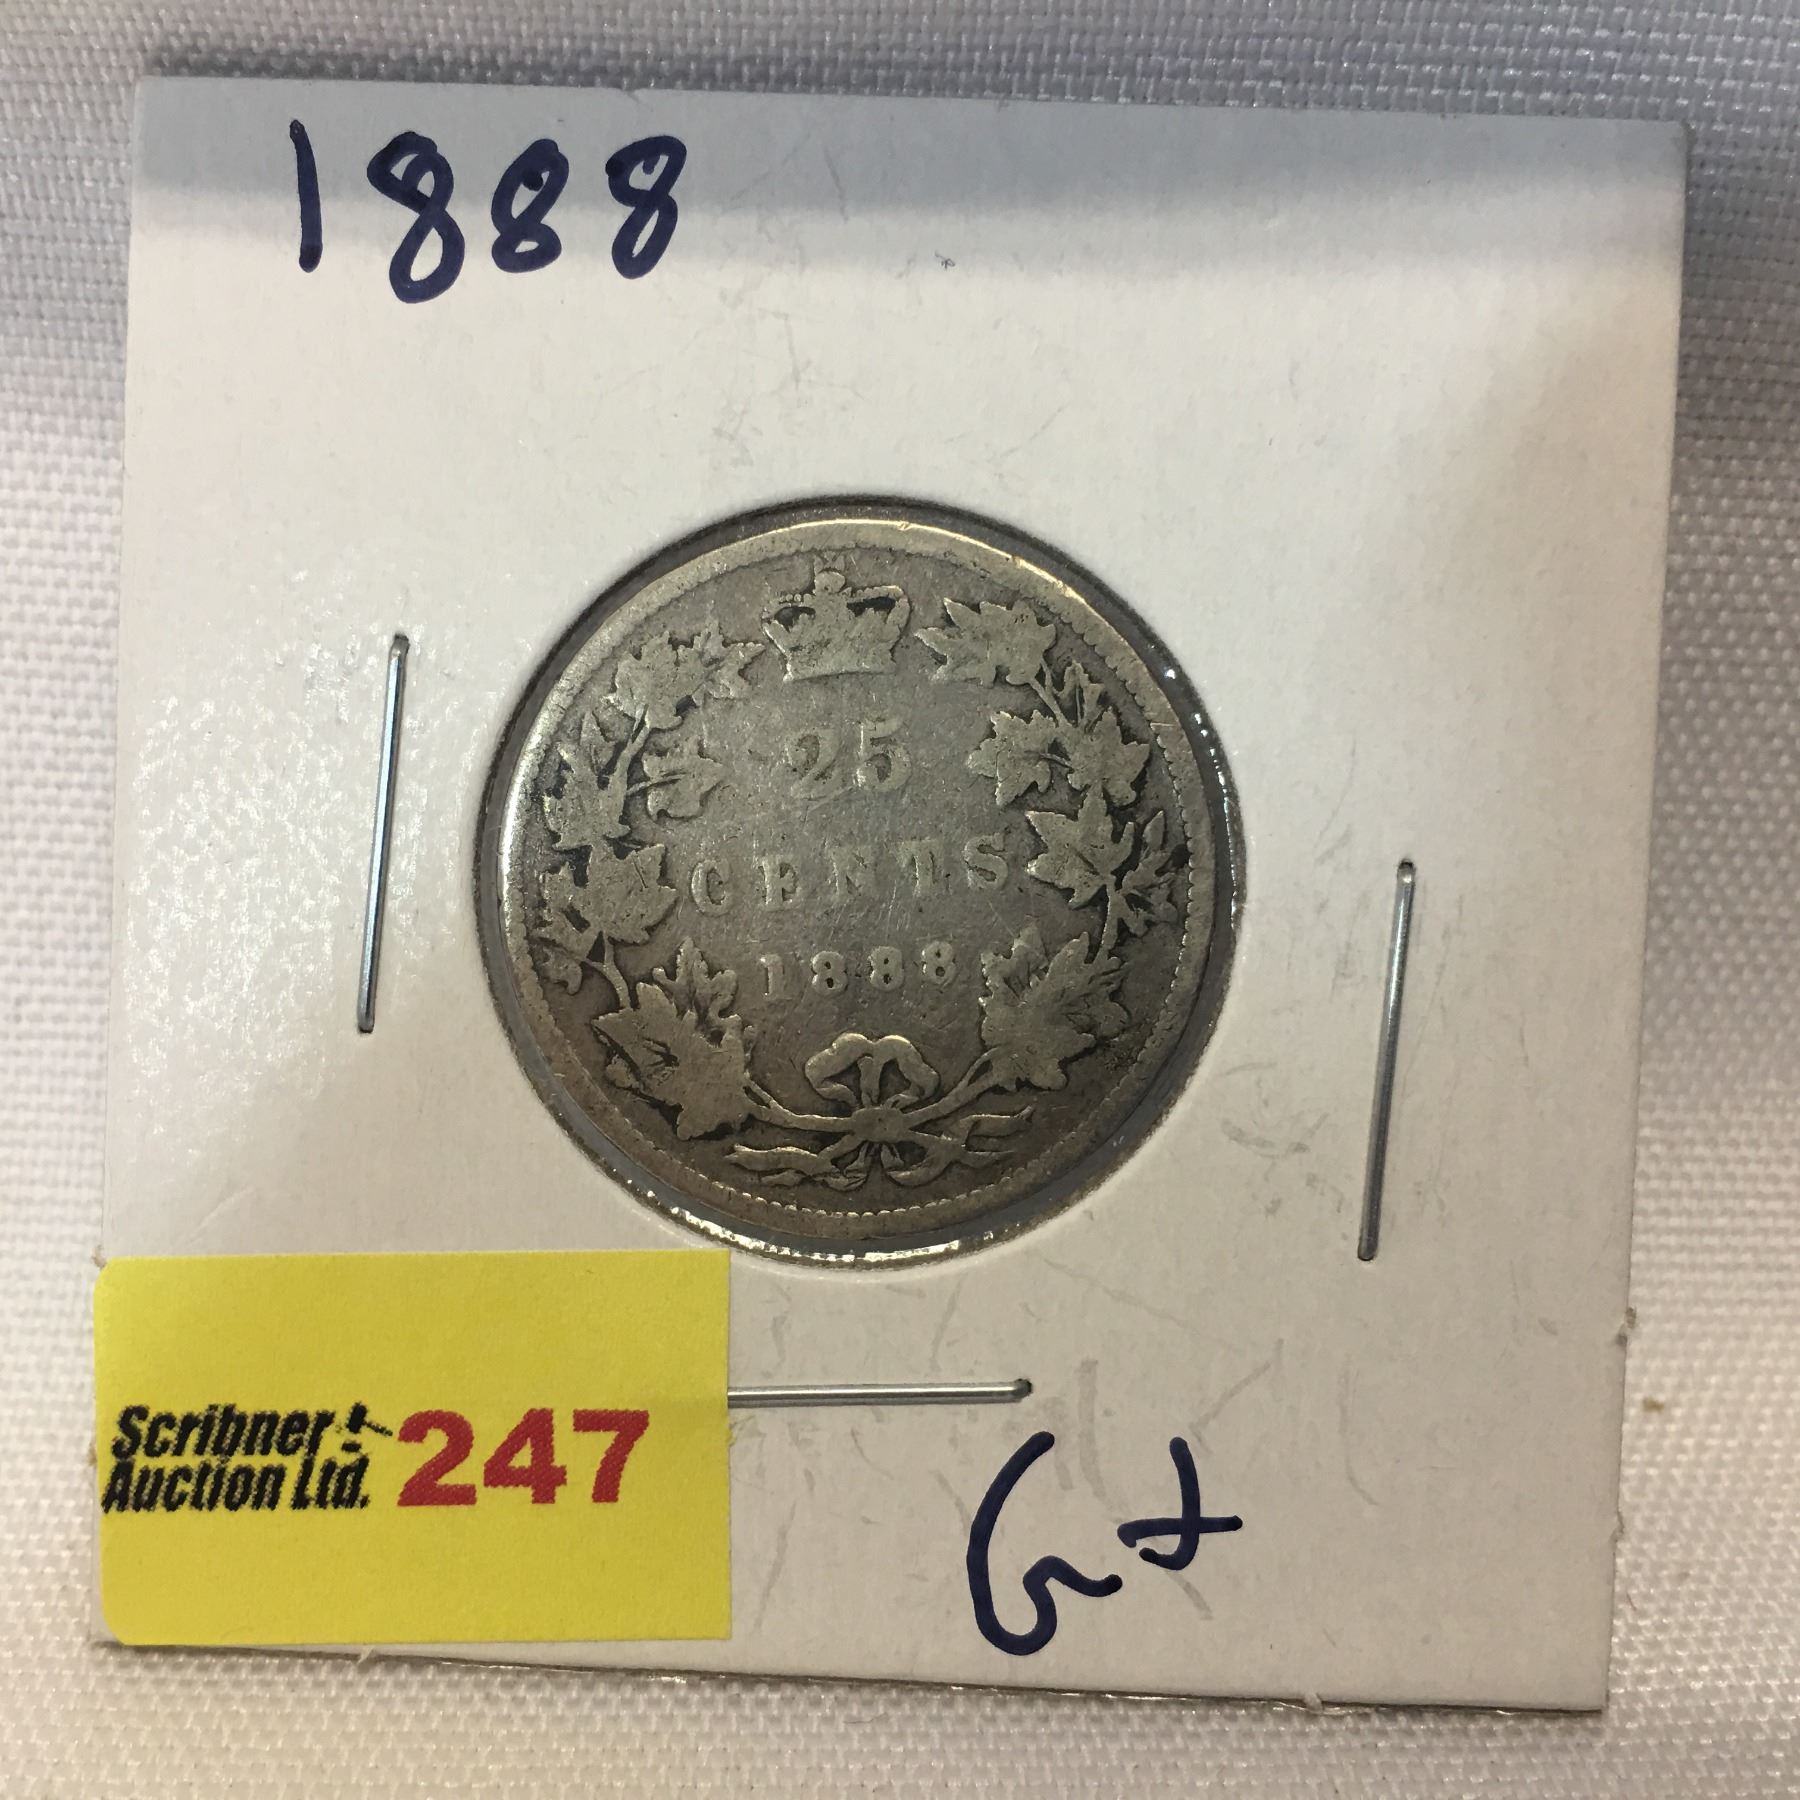 1888
25
CENTS
1888
Scribner
Auction Ltd.
247
G+